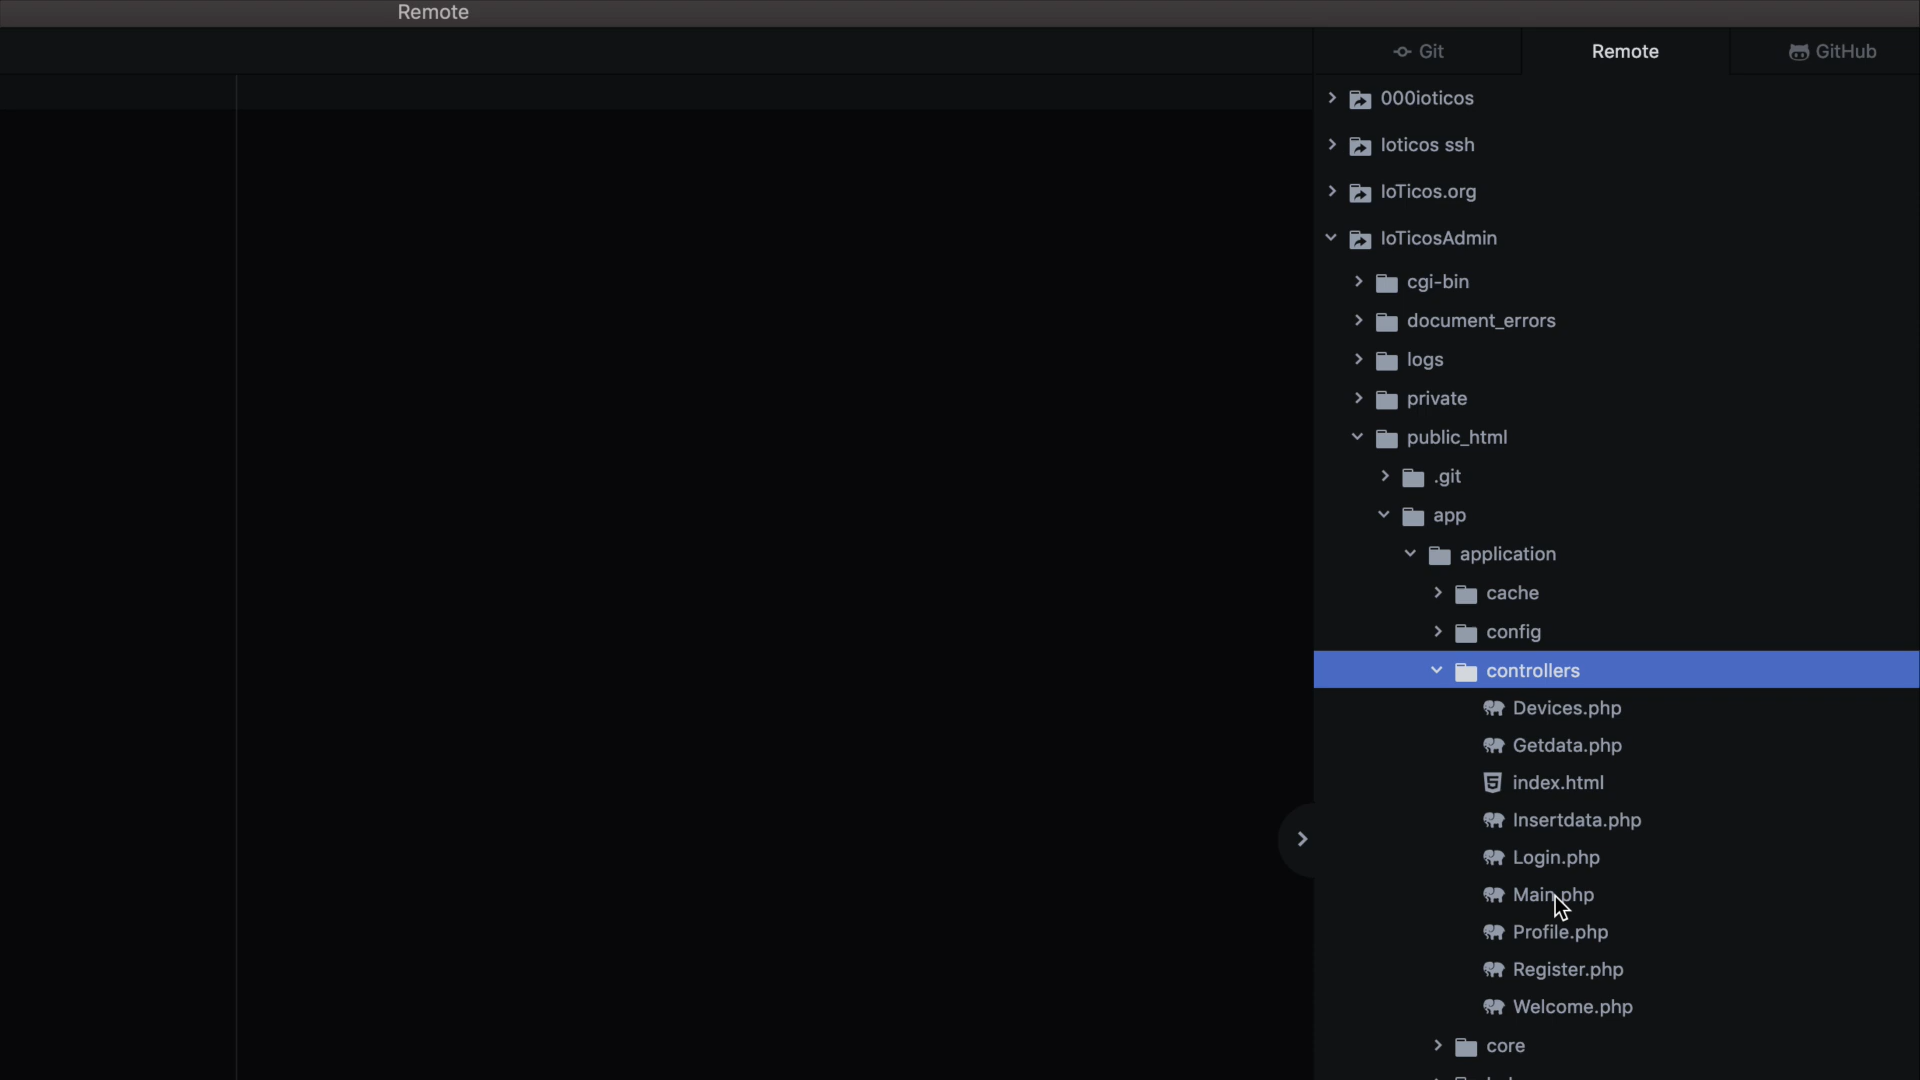 Remote
Git
Remote
GitHub
000ioticos
Ioticos ssh
IoTicos.org
IoTicosAdmin
cgi-bin
document_errors
logs
private
public_html
.git
app
application
cache
config
controllers
Devices.php
Getdata.php
index.html
Insertdata.php
Login.php
Main.php
Profile.php
Register.php
Welcome.php
core